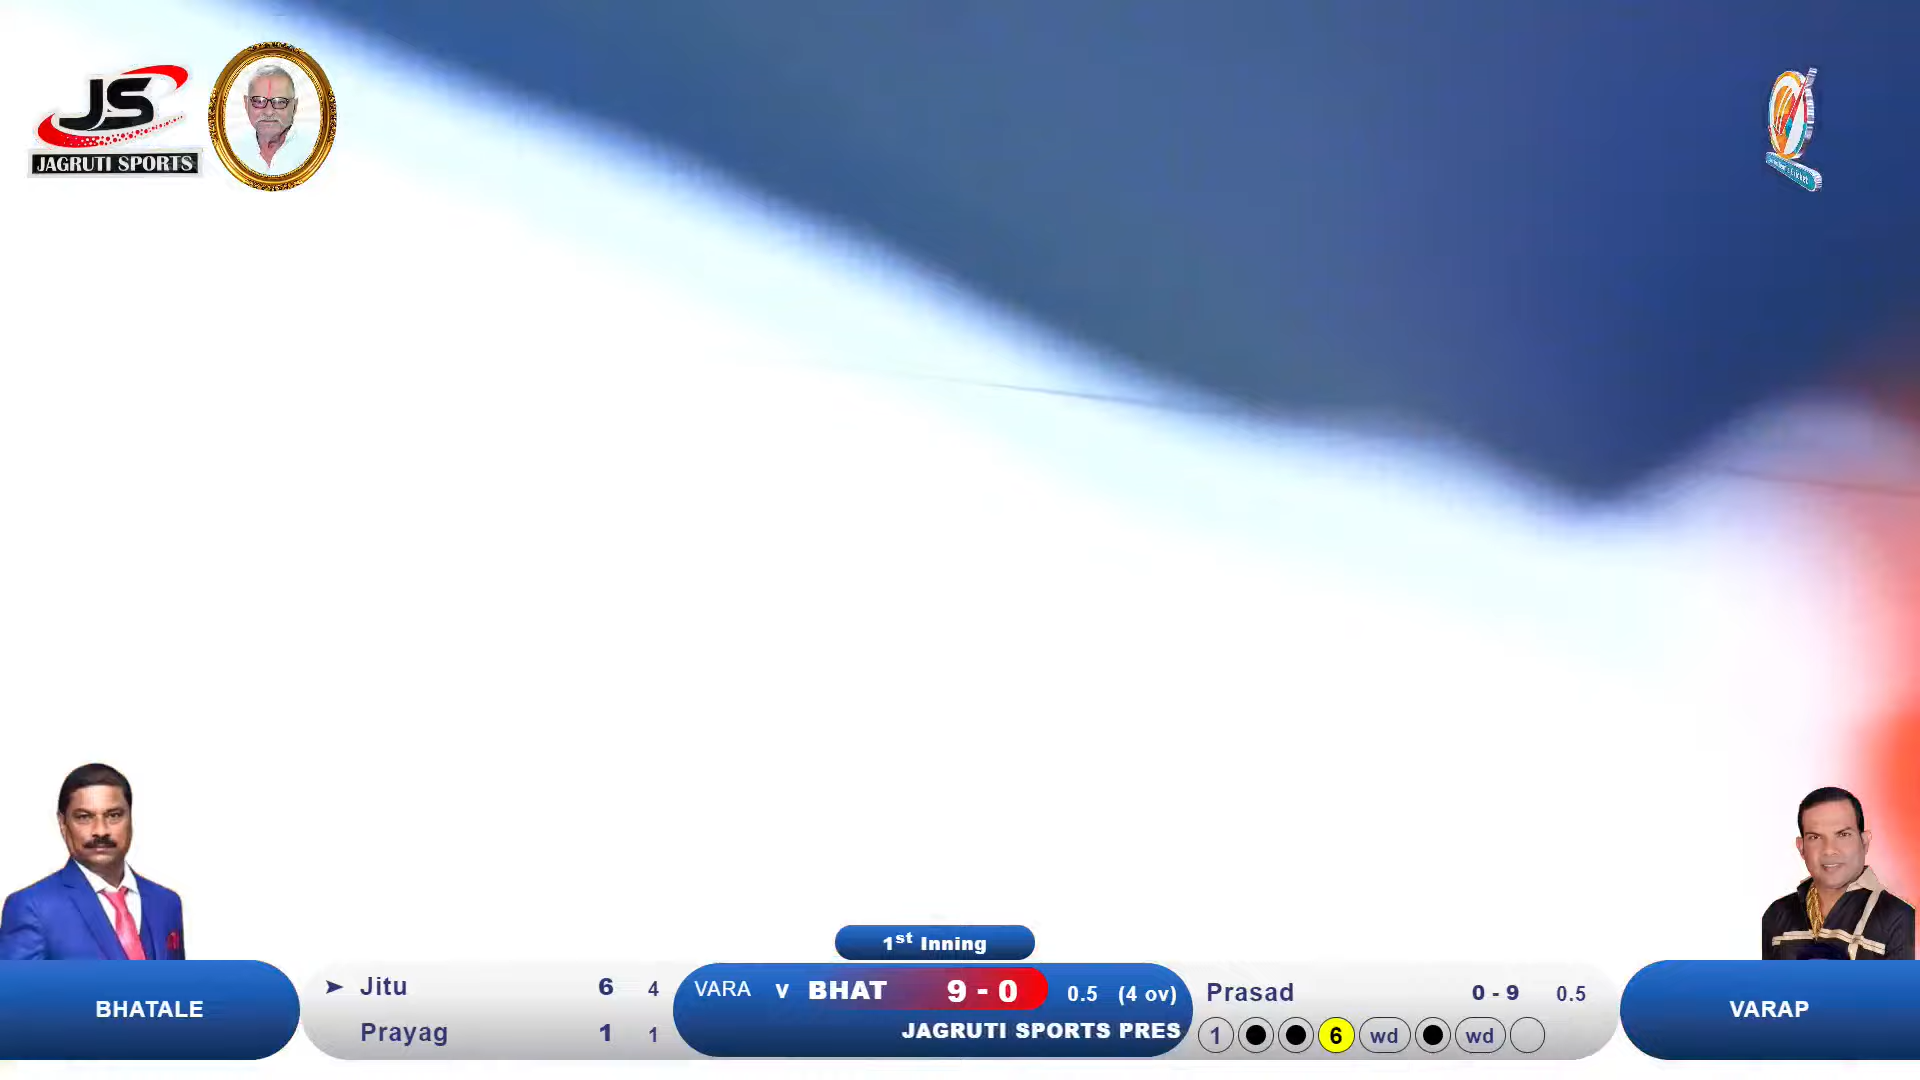 JS
JAGRUTI SPORTS
1st Inning
BHATALE
➤ Jitu 6 4
Prayag 1 1
VARA v BHAT 9 - 0 0.5 (4 ov)
JAGRUTI SPORTS PRES
Prasad 0 - 9 0.5
1 6 wd wd
VARAP